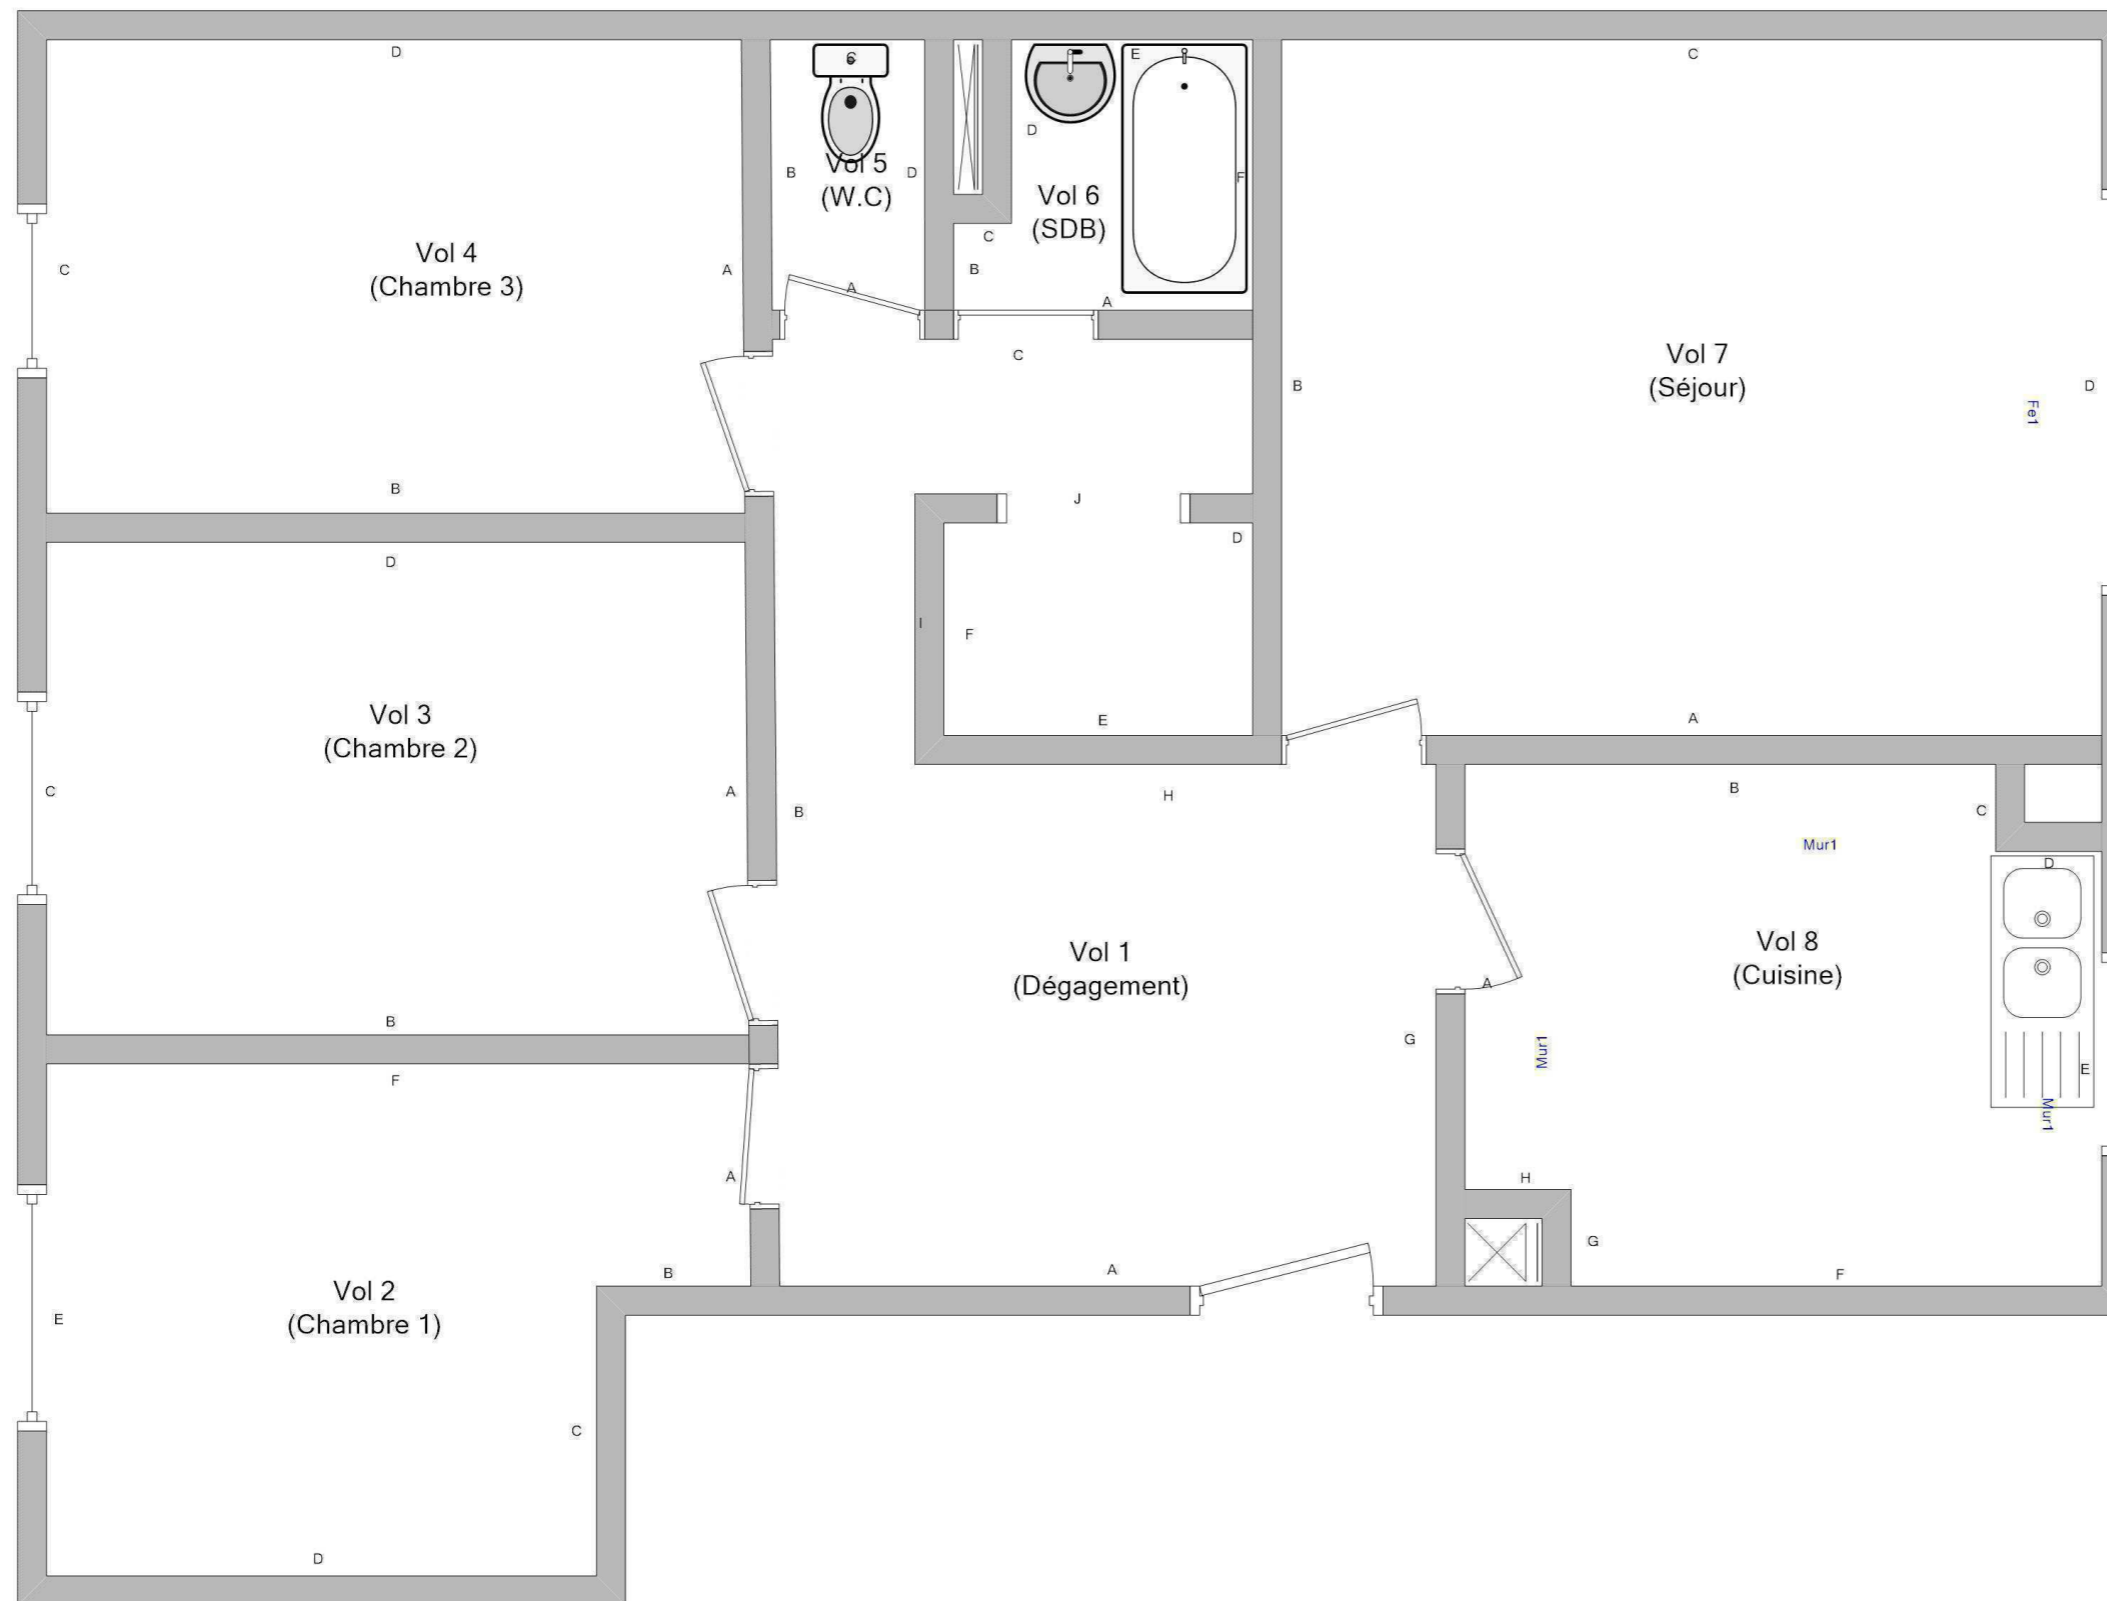 D
C
E
C
Vol 5
(W.C)
B
D
D
F
Vol 6
(SDB)
C
B
A
A
Vol 4
(Chambre 3)
C
A
B
C
Vol 7
(Séjour)
B
D
Fe1
A
J
D
I
F
E
D
Vol 3
(Chambre 2)
C
A
B
B
H
Vol 1
(Dégagement)
G
A
B
C
Mur1
D
Vol 8
(Cuisine)
A
Mur1
E
Mur1
H
G
F
F
A
B
Vol 2
(Chambre 1)
E
C
D